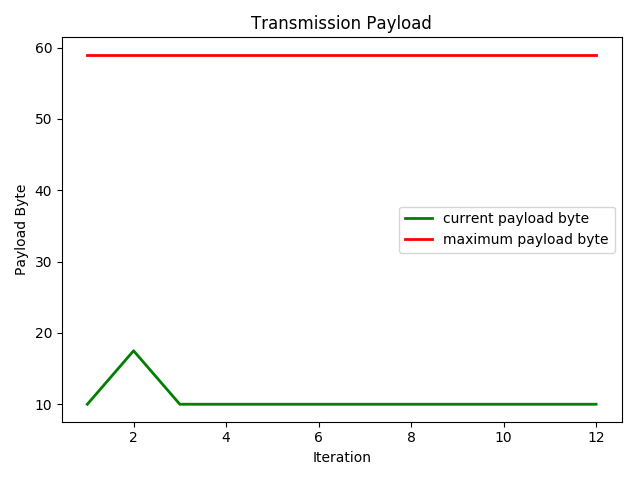 Transmission Payload
60
50
40
30
20
10
Payload Byte
current payload byte
maximum payload byte
2 4 6 8 10 12
Iteration